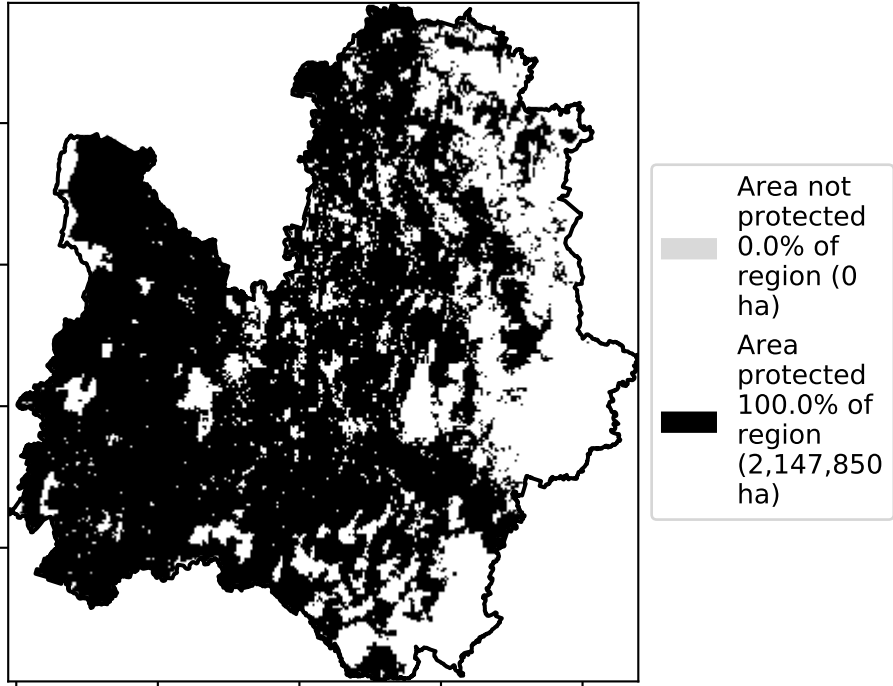 Area not
protected
0.0% of
region (0
ha)
Area
protected
100.0% of
region
(2,147,850
ha)